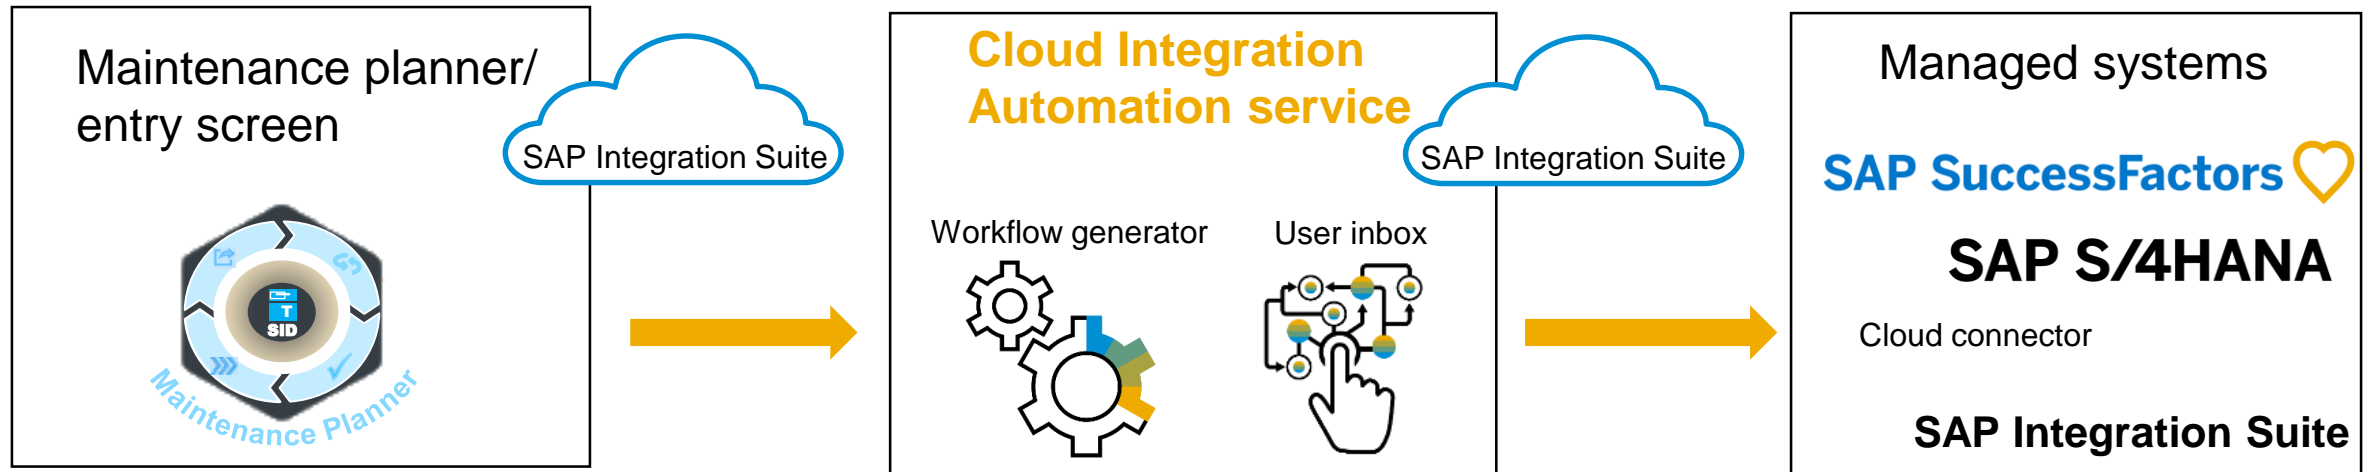 Maintenance planner/
entry screen
T
SID
Maintenance Planner
SAP Integration Suite
Cloud Integration
Automation service
Workflow generator
User inbox
SAP Integration Suite
Managed systems
SAP SuccessFactors
SAP S/4HANA
Cloud connector
SAP Integration Suite